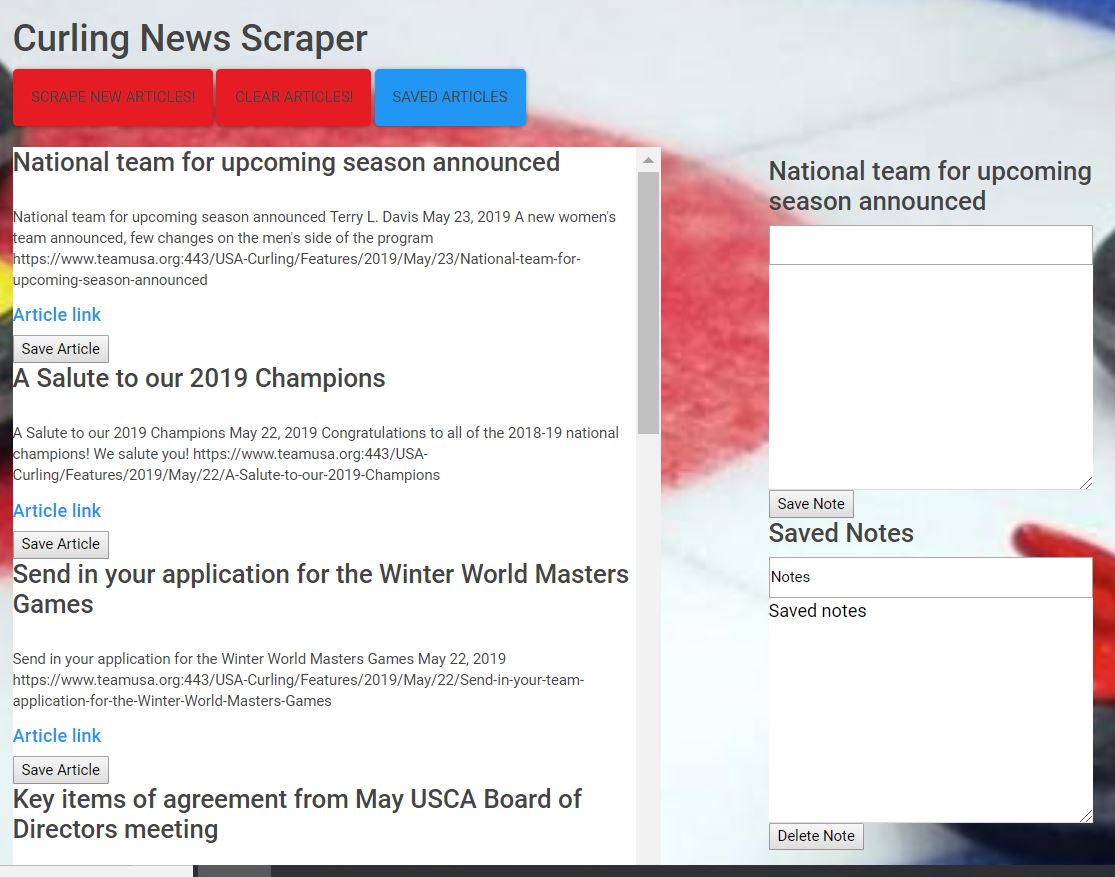 Curling News Scraper
SCRAPE NEW ARTICLES!
CLEAR ARTICLES!
SAVED ARTICLES
National team for upcoming season announced
National team for upcoming season announced Terry L. Davis May 23, 2019 A new women's
team announced, few changes on the men's side of the program
https://www.teamusa.org:443/USA-Curling/Features/2019/May/23/National-team-for-
upcoming-season-announced
Article link
Save Article
A Salute to our 2019 Champions
A Salute to our 2019 Champions May 22, 2019 Congratulations to all of the 2018-19 national
champions! We salute you! https://www.teamusa.org:443/USA-
Curling/Features/2019/May/22/A-Salute-to-our-2019-Champions
Article link
Save Article
Send in your application for the Winter World Masters
Games
Send in your application for the Winter World Masters Games May 22, 2019
https://www.teamusa.org:443/USA-Curling/Features/2019/May/22/Send-in-your-team-
application-for-the-Winter-World-Masters-Games
Article link
Save Article
Key items of agreement from May USCA Board of
Directors meeting
National team for upcoming
season announced
Save Note
Saved Notes
Notes
Saved notes
Delete Note